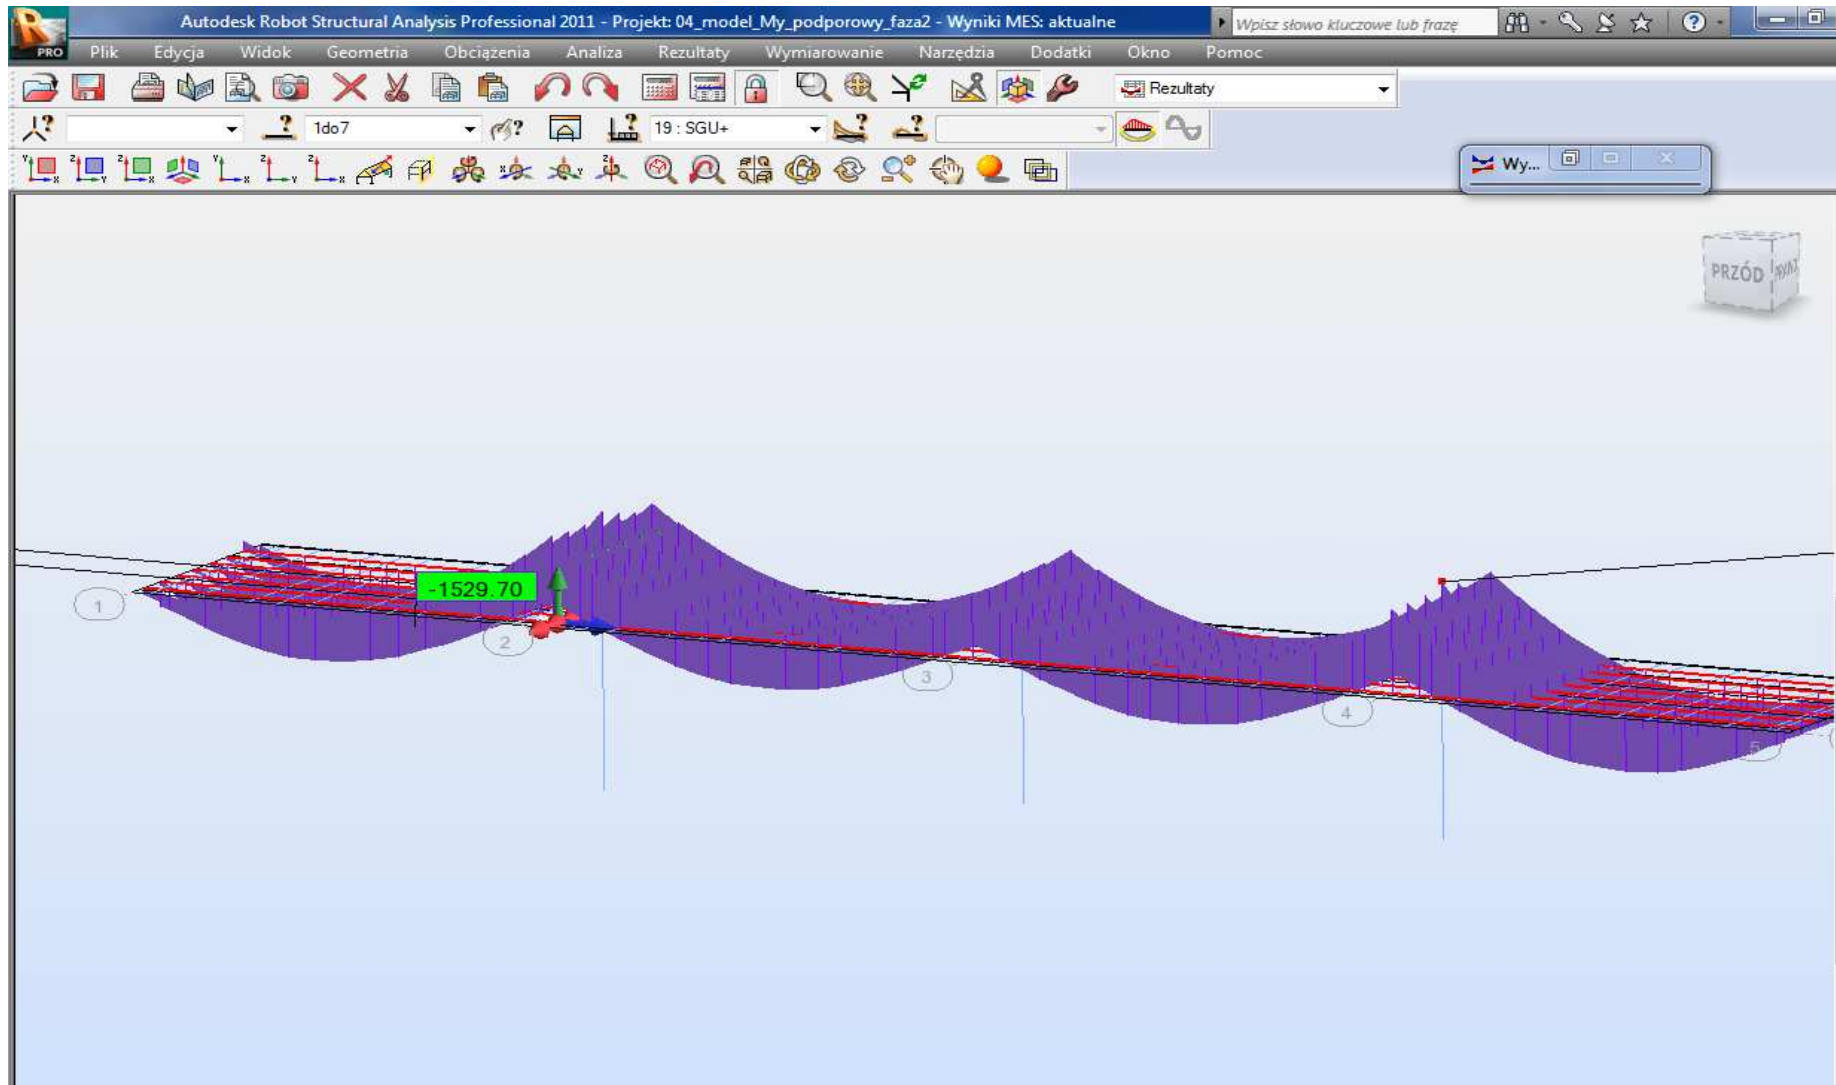 Autodesk Robot Structural Analysis Professional 2011 - Projekt: 04_model_My_podporowy_faza2 - Wyniki MES: aktualne
Wpisz słowo kluczowe lub frazę
PRO Plik Edycja Widok Geometria Obciążenia Analiza Rezultaty Wymiarowanie Narzędzia Dodatki Okno Pomoc
Rezultaty
1do7
19 : SGU+
Wy...
PRZÓD
-1529.70
1
2
3
4
5